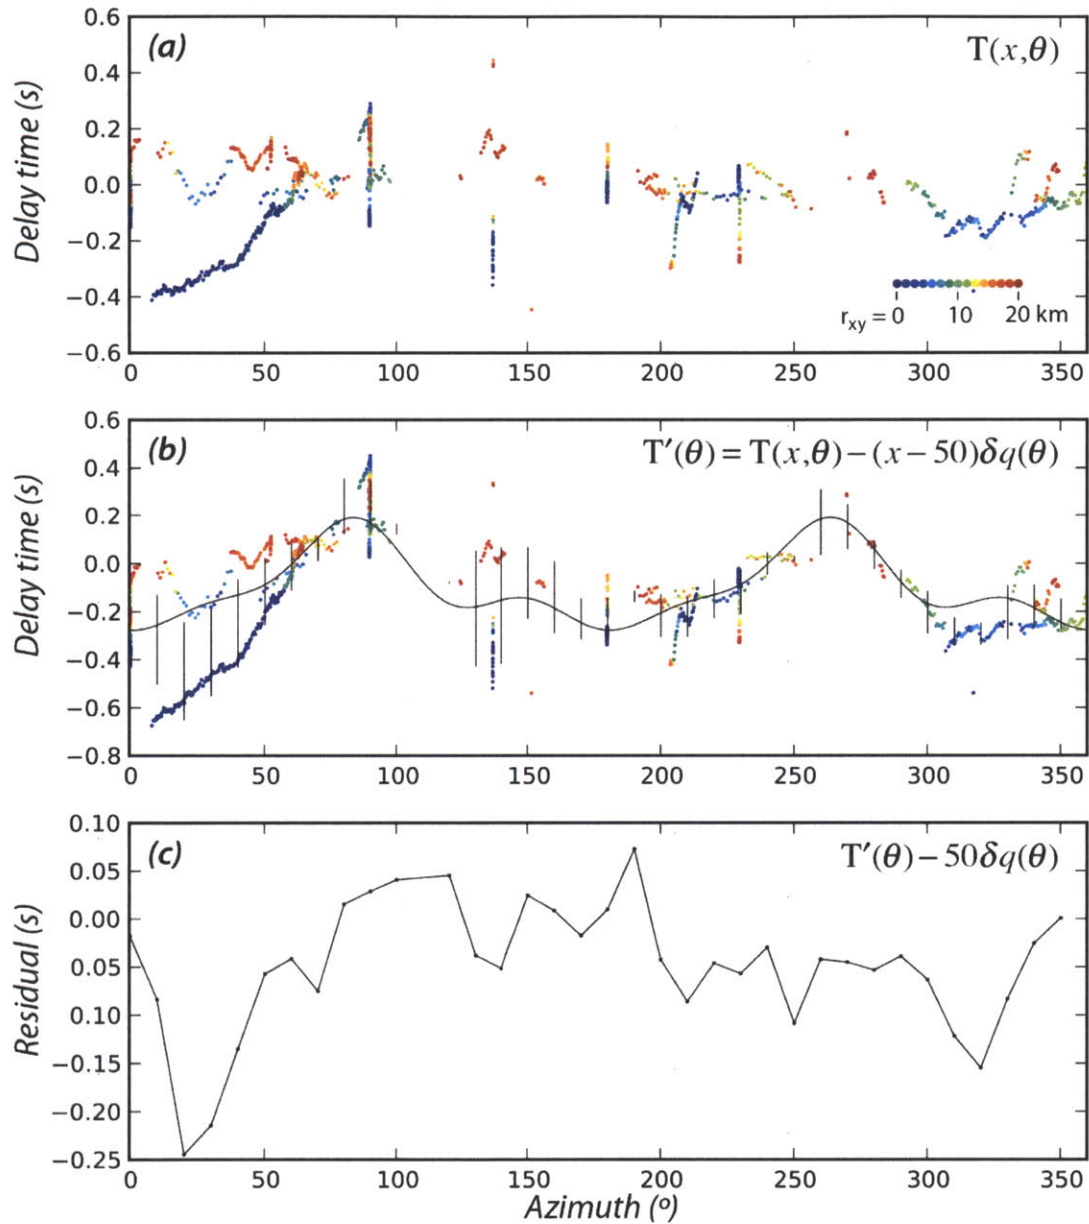 (a)
T(x,θ)
Delay time (s)
0.6
0.4
0.2
0.0
−0.2
−0.4
−0.6
r_xy = 0 10 20 km
0 50 100 150 200 250 300 350
(b)
T′(θ) = T(x,θ) − (x − 50)δq(θ)
Delay time (s)
0.6
0.4
0.2
0.0
−0.2
−0.4
−0.6
−0.8
0 50 100 150 200 250 300 350
(c)
T′(θ) − 50δq(θ)
Residual (s)
0.10
0.05
0.00
0.05
0.10
−0.15
−0.20
−0.25
0 50 100 150 200 250 300 350
Azimuth (º)